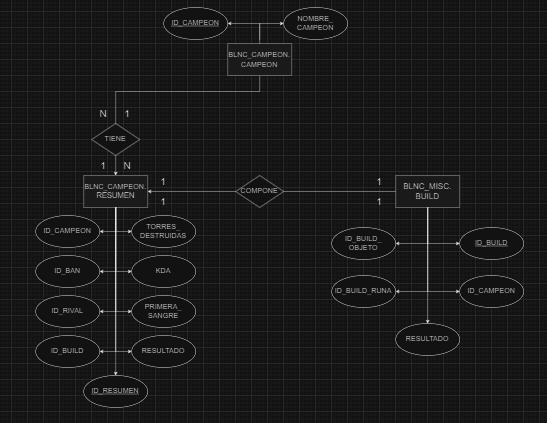 ID_CAMPEON
NOMBRE_
CAMPEON
BLNC_CAMPEON.
CAMPEON
N 1
TIENE
1 N
BLNC_CAMPEON.
RESUMEN
1
1
COMPONE
1
1
BLNC_MISC.
BUILD
ID_CAMPEON
TORRES
DESTRUIDAS
ID_BAN
KDA
ID_RIVAL
PRIMERA_
SANGRE
ID_BUILD
RESULTADO
ID_RESUMEN
ID_BUILD_
OBJETO
ID_BUILD
ID_BUILD_RUNA
ID_CAMPEON
RESULTADO